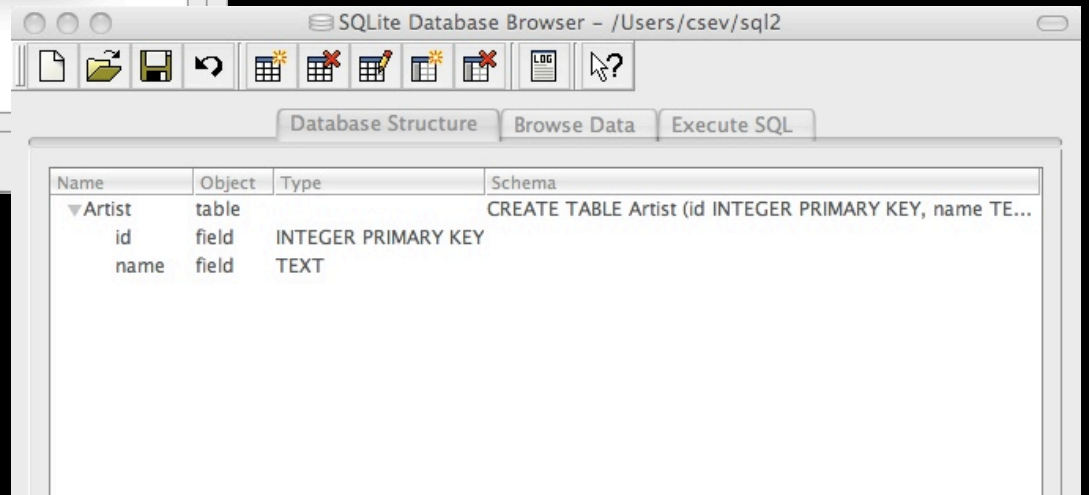 SQLite Database Browser - /Users/csev/sql2
LOG
?
Database Structure Browse Data Execute SQL
Name Object Type Schema
Artist table CREATE TABLE Artist (id INTEGER PRIMARY KEY, name TE...
id field INTEGER PRIMARY KEY
name field TEXT